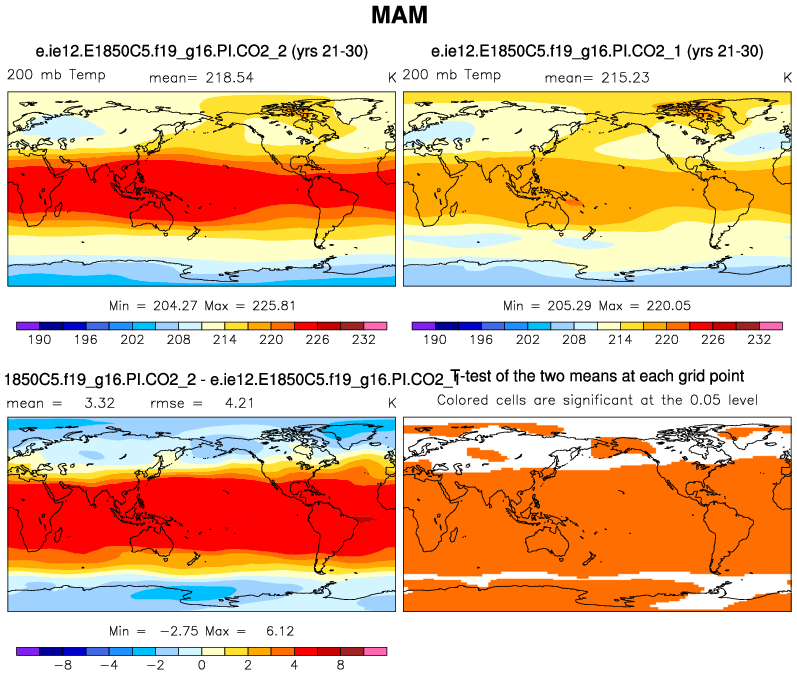 MAM
e.ie12.E1850C5.f19_g16.PI.CO2_2 (yrs 21-30)
200 mb Temp mean= 218.54 K
Min = 204.27 Max = 225.81
190 196 202 208 214 220 226 232
e.ie12.E1850C5.f19_g16.PI.CO2_1 (yrs 21-30)
200 mb Temp mean= 215.23 K
Min = 205.29 Max = 220.05
190 196 202 208 214 220 226 232
1850C5.f19_g16.PI.CO2_2 - e.ie12.E1850C5.f19_g16.PI.CO2_1
mean = 3.32 rmse = 4.21 K
Min = -2.75 Max = 6.12
-8 -4 -2 0 2 4 8
T-test of the two means at each grid point
Colored cells are significant at the 0.05 level